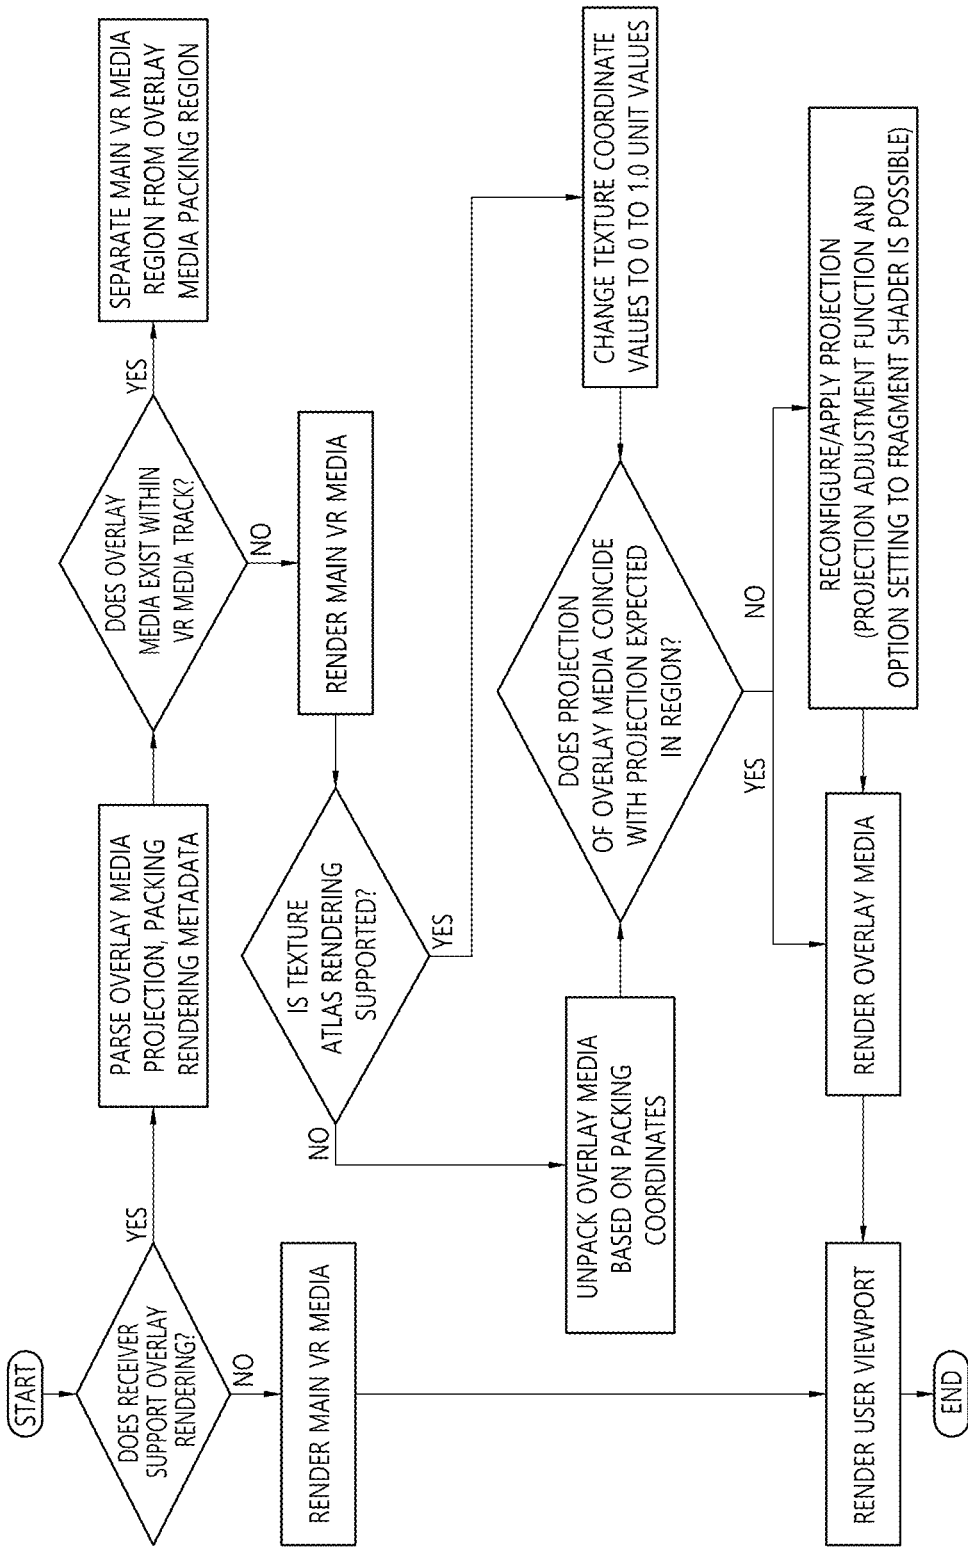 START
DOES RECEIVER
SUPPORT OVERLAY
RENDERING?
YES
NO
PARSE OVERLAY MEDIA
PROJECTION, PACKING
RENDERING METADATA
DOES OVERLAY
MEDIA EXIST WITHIN
VR MEDIA TRACK?
YES
NO
SEPARATE MAIN VR MEDIA
REGION FROM OVERLAY
MEDIA PACKING REGION
RENDER MAIN VR MEDIA
RENDER MAIN VR MEDIA
IS TEXTURE
ATLAS RENDERING
SUPPORTED?
NO
YES
UNPACK OVERLAY MEDIA
BASED ON PACKING
COORDINATES
CHANGE TEXTURE COORDINATE
VALUES TO 0 TO 1.0 UNIT VALUES
DOES PROJECTION
OF OVERLAY MEDIA COINCIDE
WITH PROJECTION EXPECTED
IN REGION?
YES
NO
RECONFIGURE/APPLY PROJECTION
(PROJECTION ADJUSTMENT FUNCTION AND
OPTION SETTING TO FRAGMENT SHADER IS POSSIBLE)
RENDER OVERLAY MEDIA
RENDER USER VIEWPORT
END